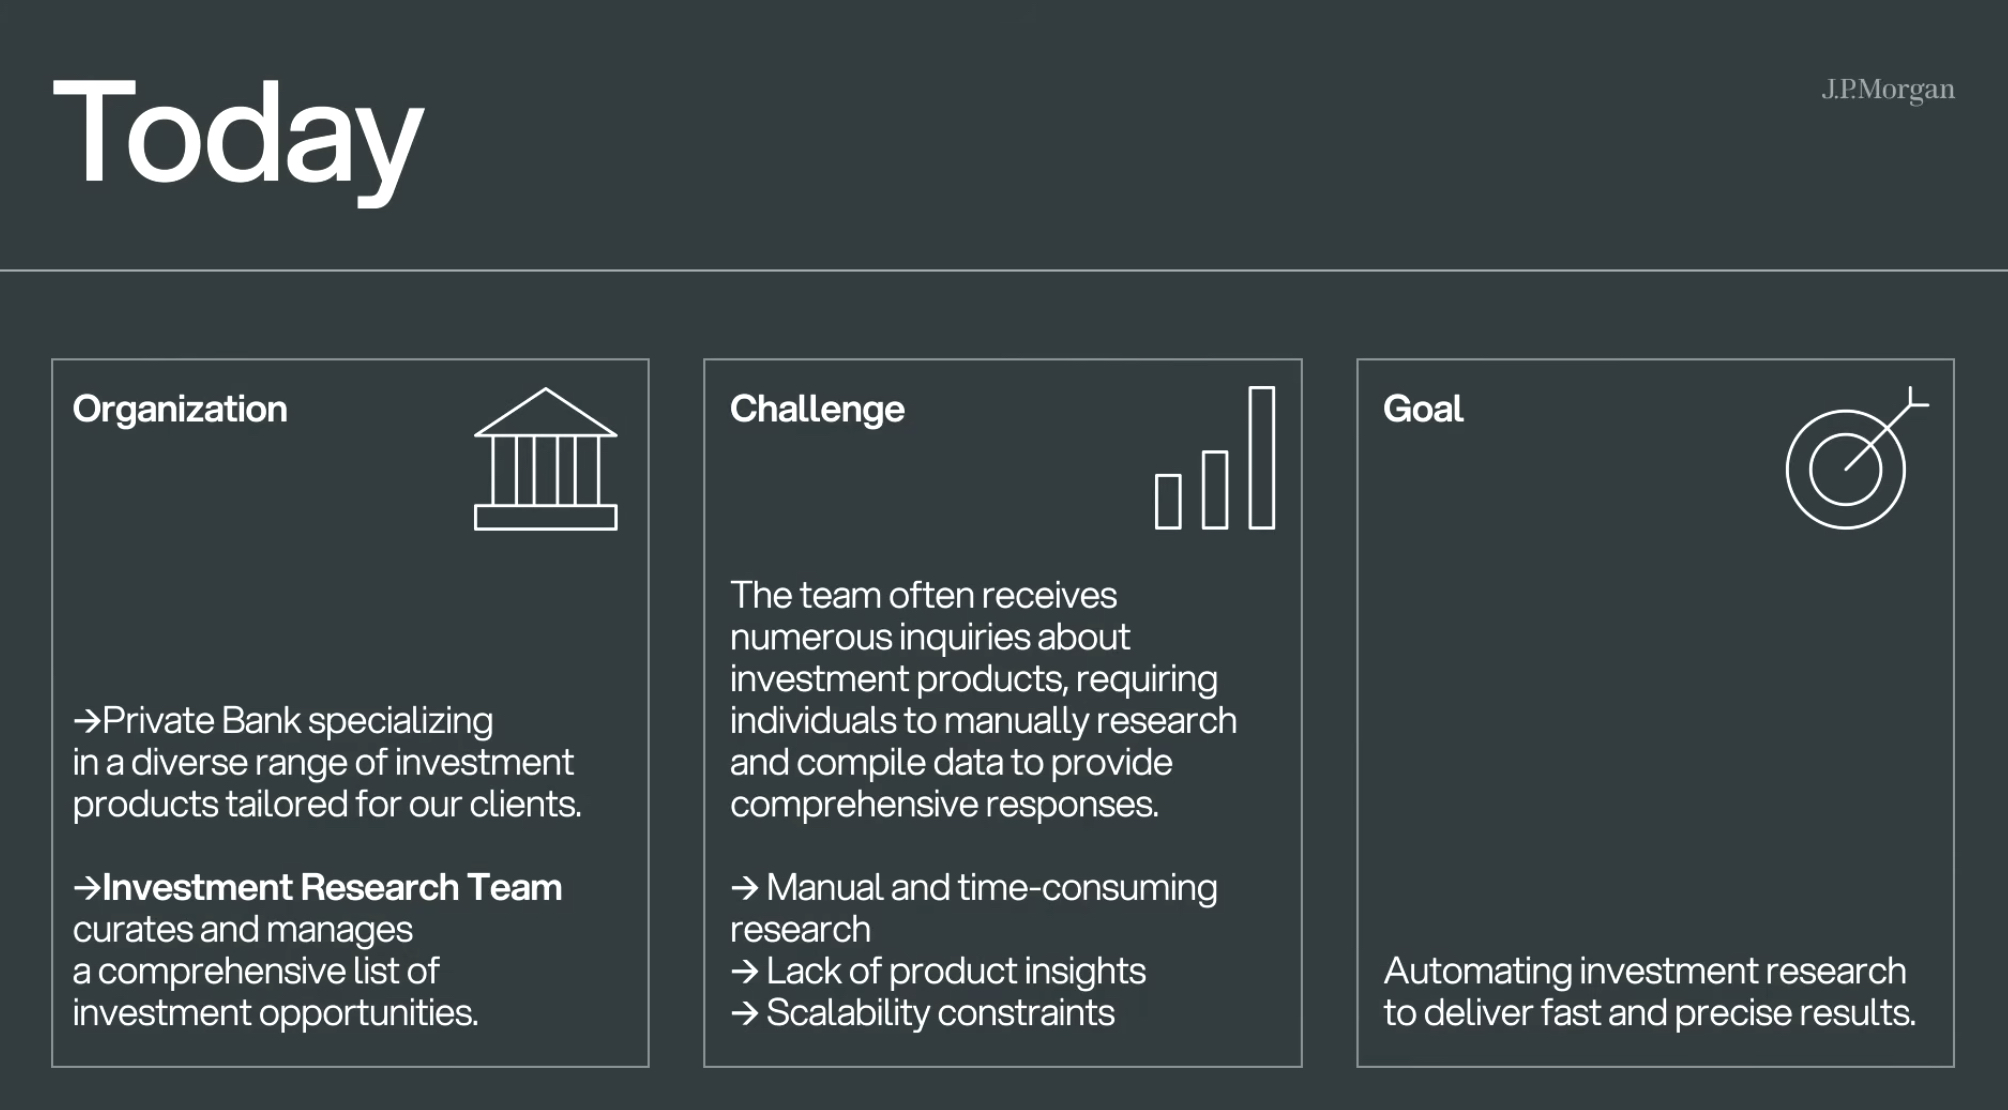 Today
J.P.Morgan
Organization
→Private Bank specializing
in a diverse range of investment
products tailored for our clients.
→Investment Research Team
curates and manages
a comprehensive list of
investment opportunities.
Challenge
The team often receives
numerous inquiries about
investment products, requiring
individuals to manually research
and compile data to provide
comprehensive responses.
→ Manual and time-consuming
research
→ Lack of product insights
→ Scalability constraints
Goal
Automating investment research
to deliver fast and precise results.